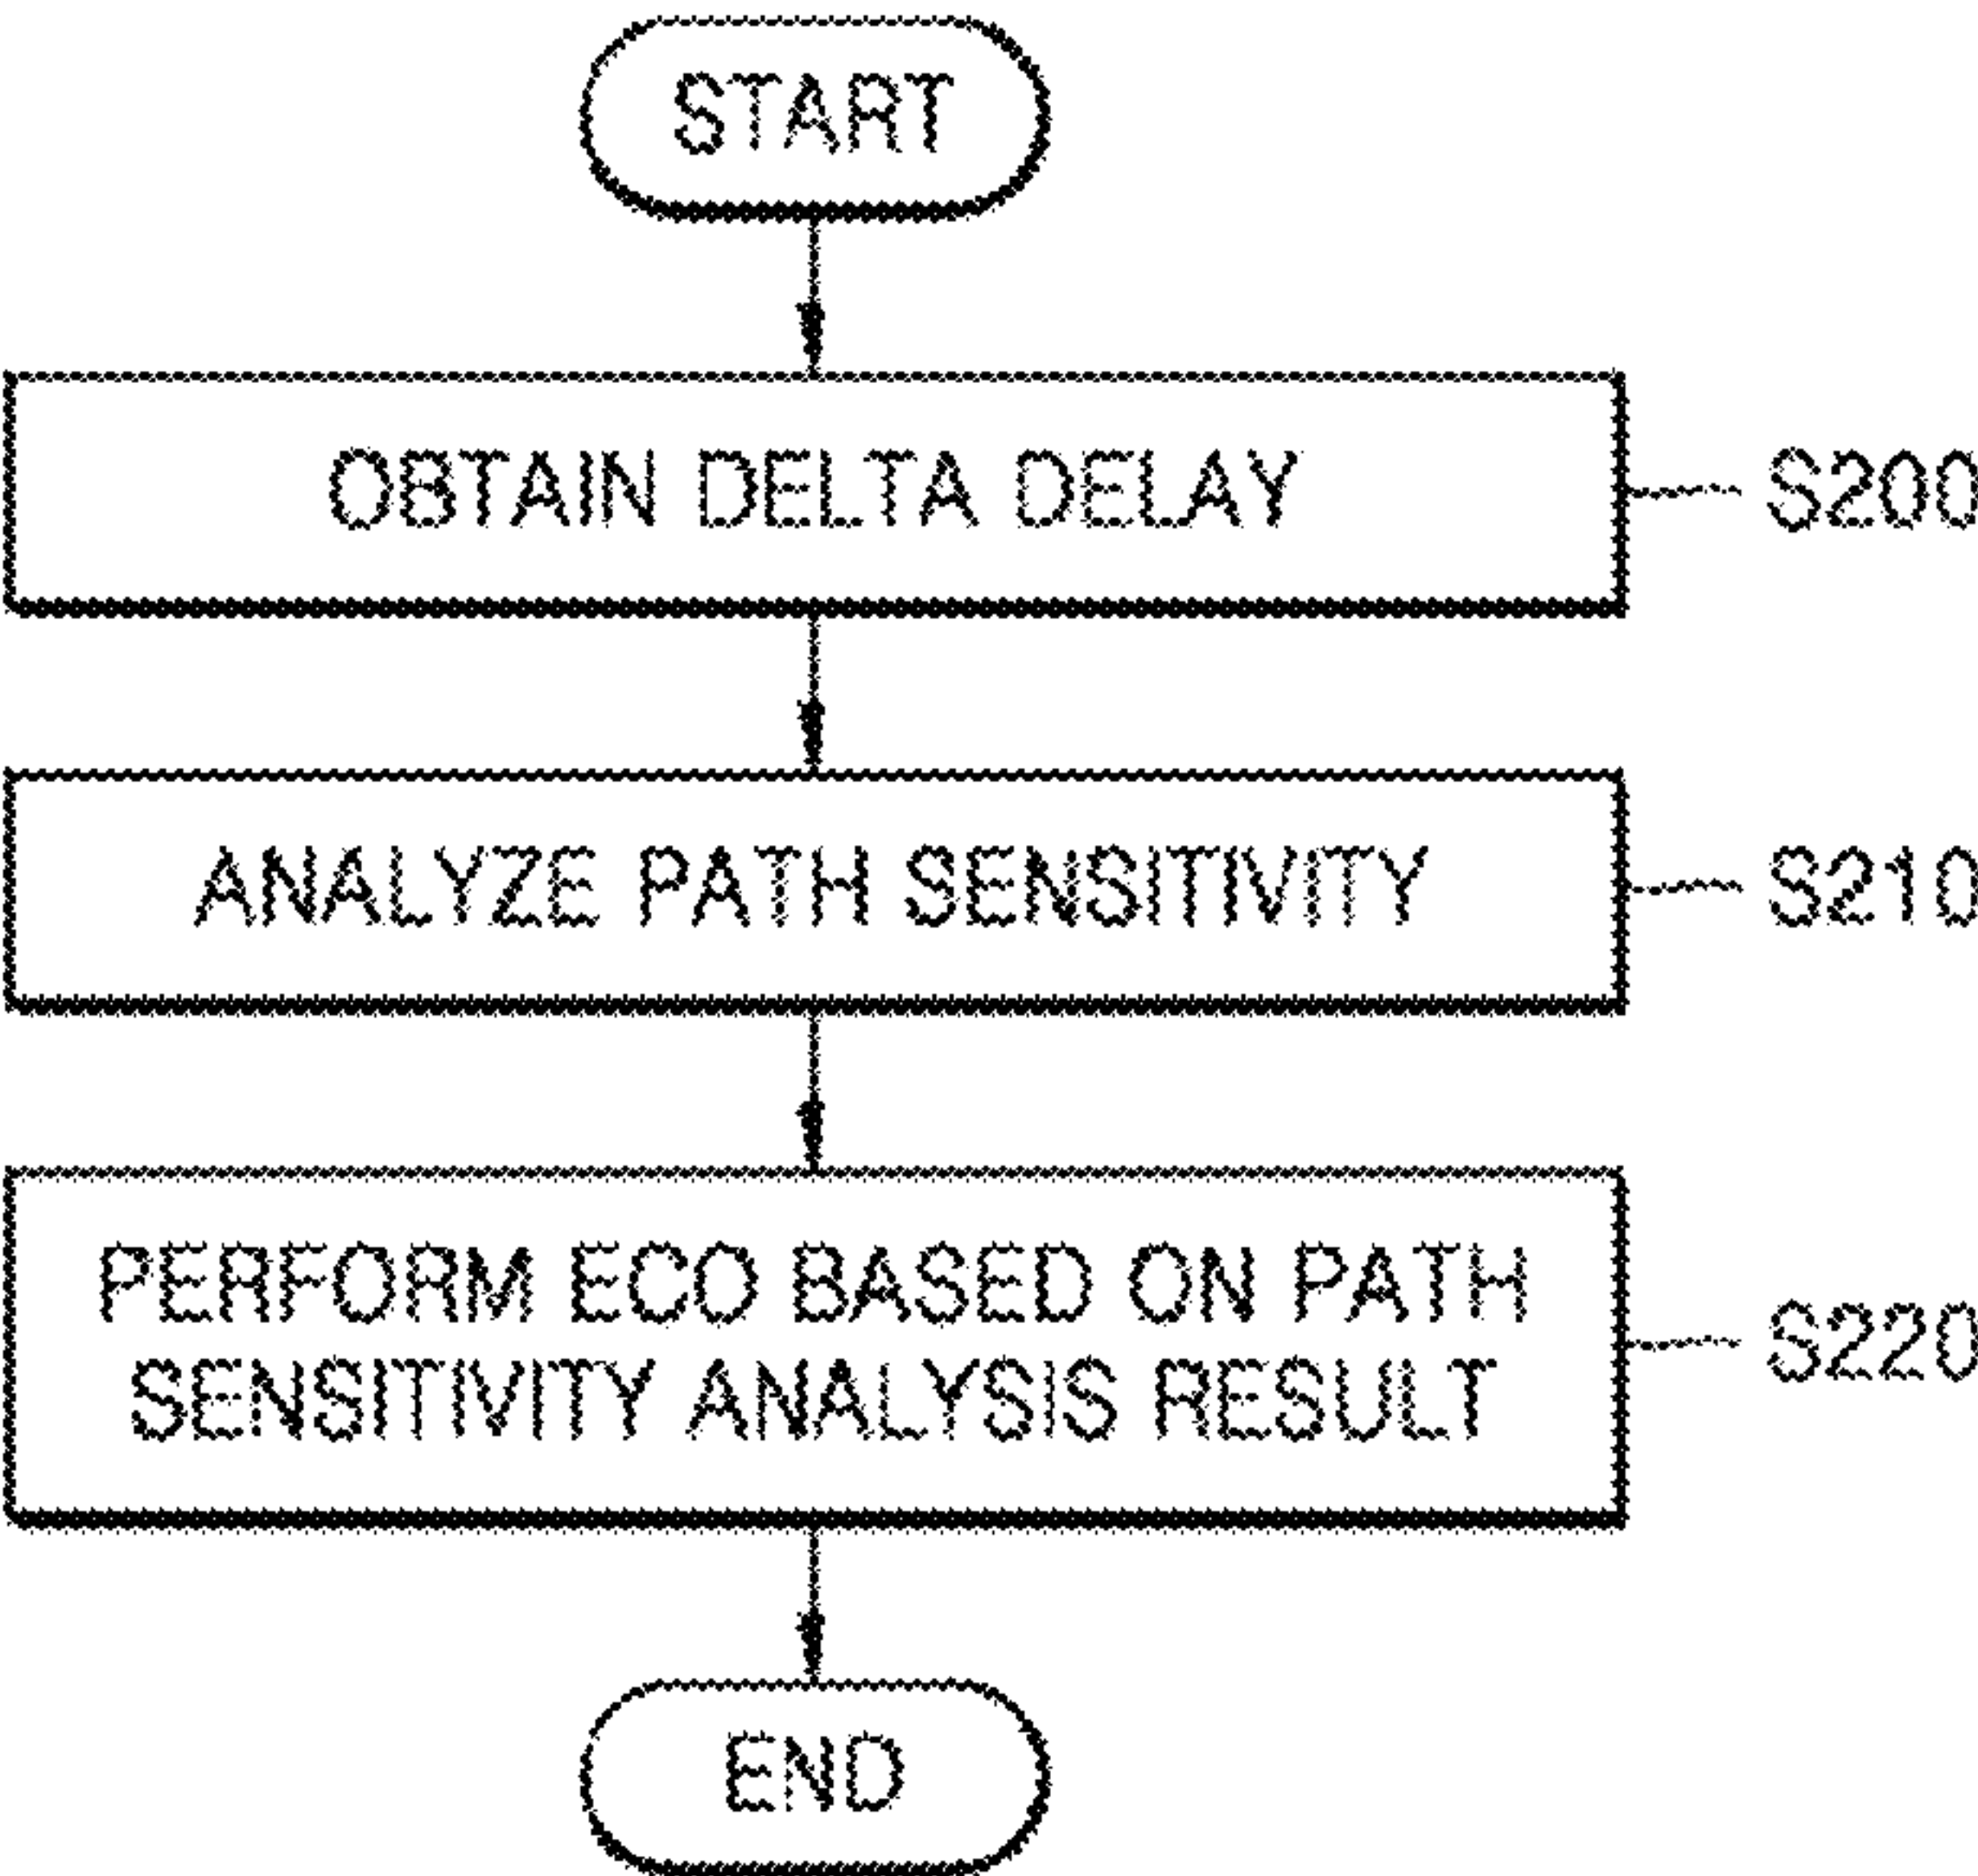 START
OBTAIN DELTA DELAY
S200
ANALYZE PATH SENSITIVITY
S210
PERFORM ECO BASED ON PATH
SENSITIVITY ANALYSIS RESULT
S220
END